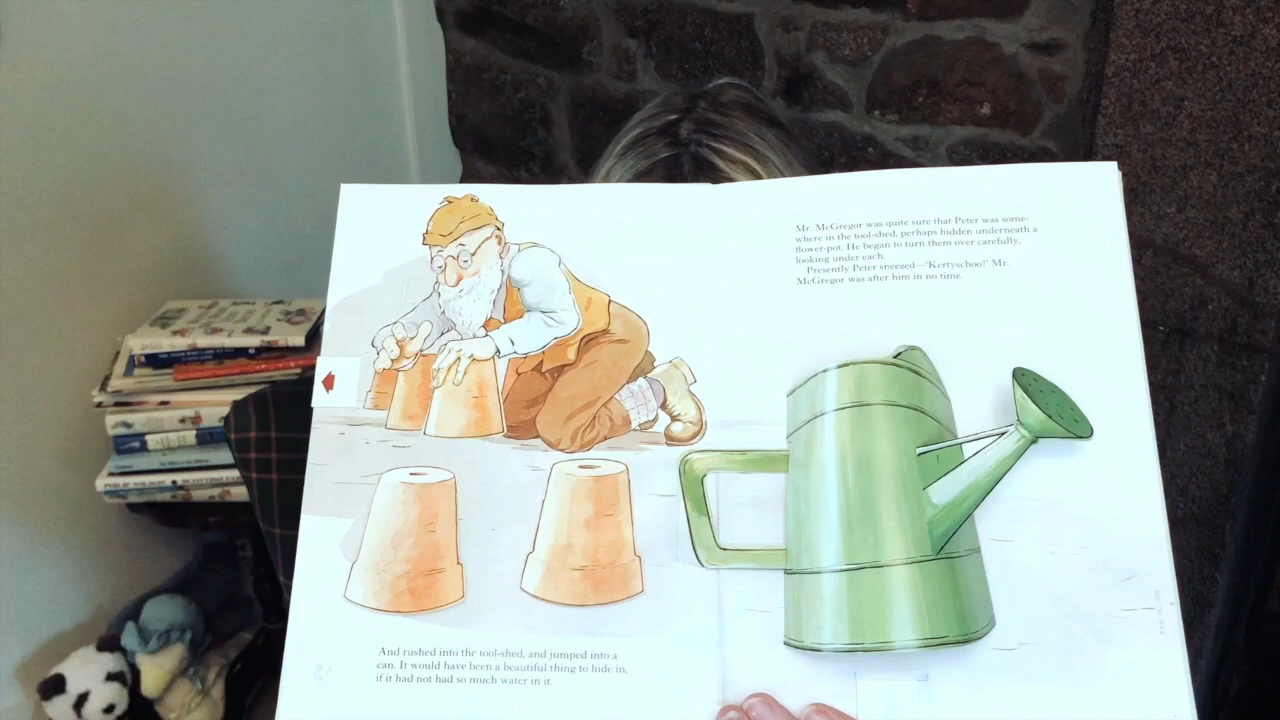 And rushed into the tool-shed, and jumped into a
can. It would have been a beautiful thing to hide in,
if it had not had so much water in it.
Mr. McGregor was quite sure that Peter was some-
where in the tool-shed, perhaps hidden underneath a
flower-pot. He began to turn them over carefully,
looking under each.
Presently Peter sneezed—'Kertyschoo!' Mr.
McGregor was after him in no time.